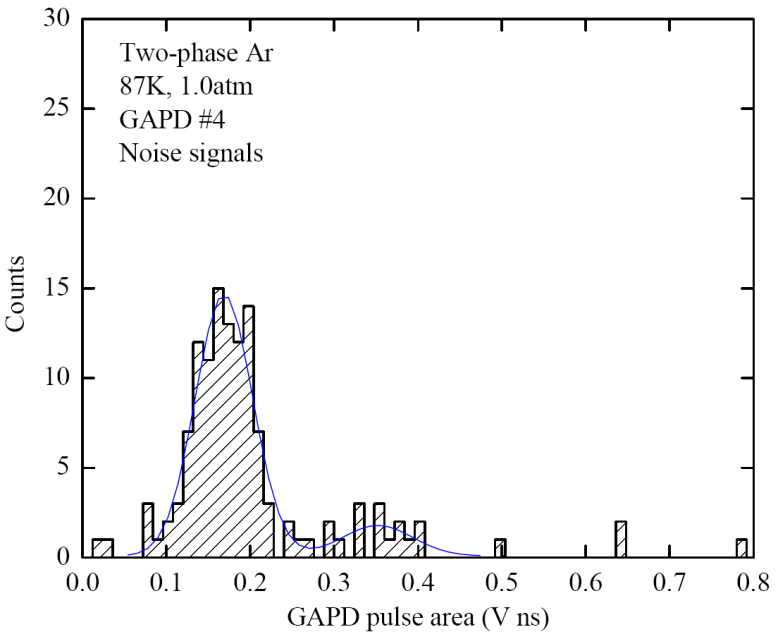 30
25
20
15
10
5
0
Counts
Two-phase Ar
87K, 1.0atm
GAPD #4
Noise signals
0.0 0.1 0.2 0.3 0.4 0.5 0.6 0.7 0.8
GAPD pulse area (V ns)